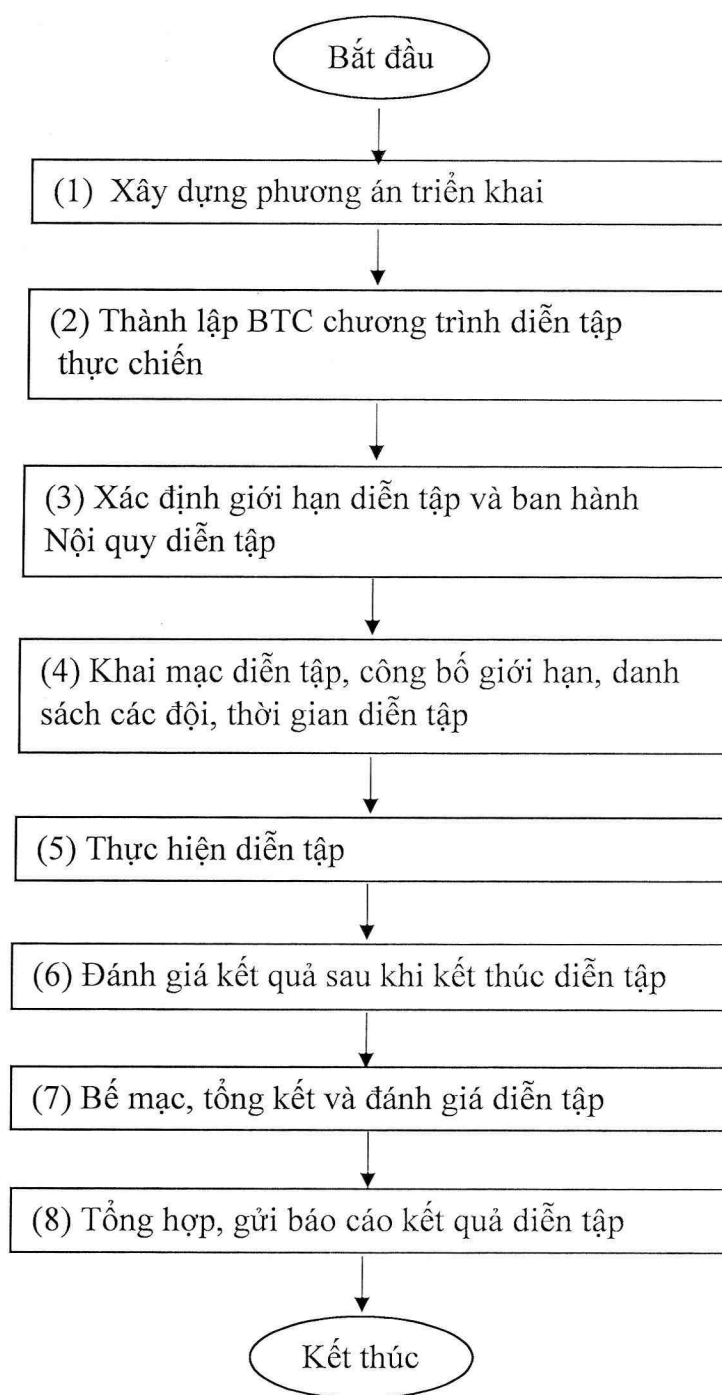 Bắt đầu
(1) Xây dựng phương án triển khai
(2) Thành lập BTC chương trình diễn tập
thực chiến
(3) Xác định giới hạn diễn tập và ban hành
Nội quy diễn tập
(4) Khai mạc diễn tập, công bố giới hạn, danh
sách các đội, thời gian diễn tập
(5) Thực hiện diễn tập
(6) Đánh giá kết quả sau khi kết thúc diễn tập
(7) Bế mạc, tổng kết và đánh giá diễn tập
(8) Tổng hợp, gửi báo cáo kết quả diễn tập
Kết thúc